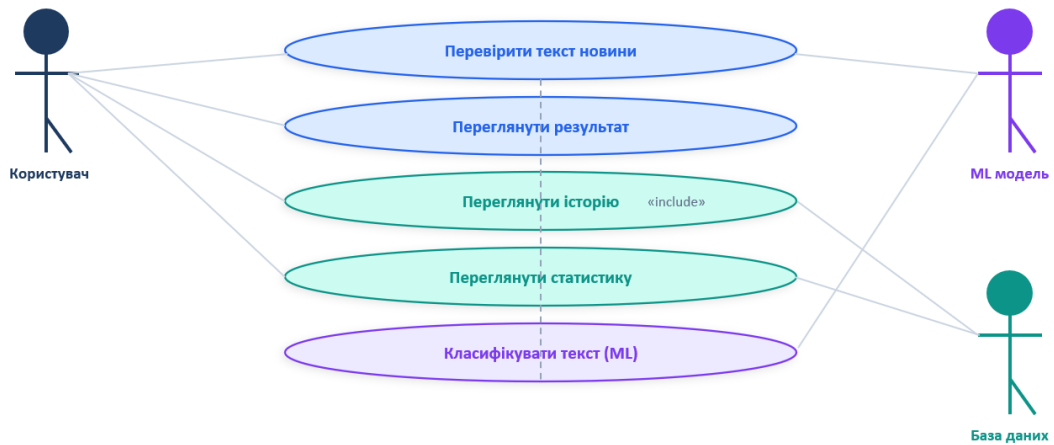 Перевірити текст новини
Переглянути результат
Користувач
ML модель
Переглянути історію
«include»
Переглянути статистику
Класифікувати текст (ML)
База даних